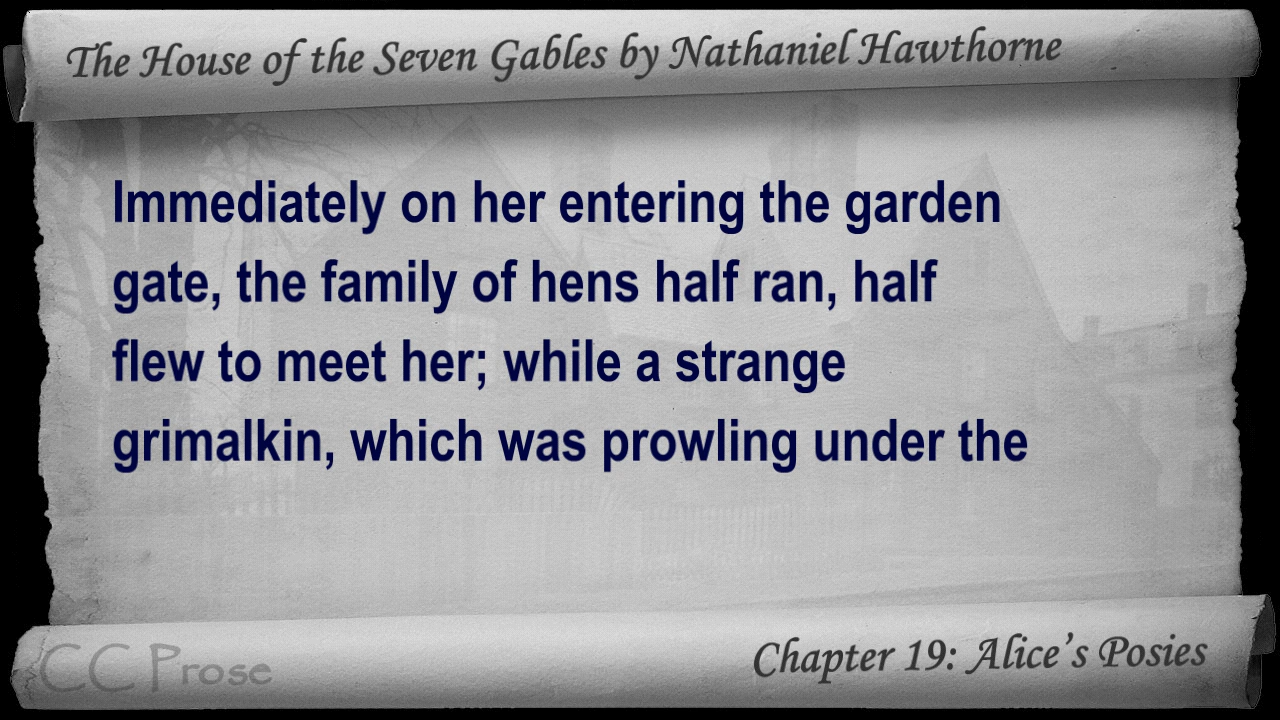 The House of the Seven Gables by Nathaniel Hawthorne
Immediately on her entering the garden
gate, the family of hens half ran, half
flew to meet her; while a strange
grimalkin, which was prowling under the
CC Prose
Chapter 19: Alice's Posies